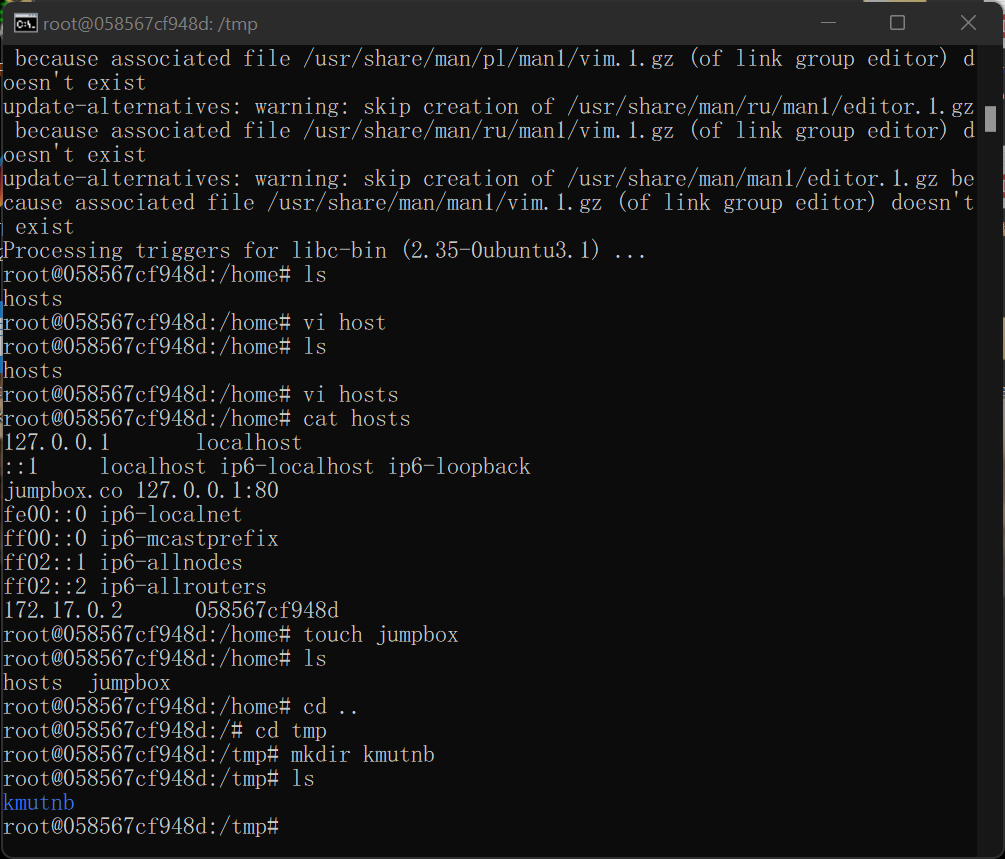 root@058567cf948d: /tmp
 because associated file /usr/share/man/pl/man1/vim.1.gz (of link group editor) d
oesn't exist
update-alternatives: warning: skip creation of /usr/share/man/ru/man1/editor.1.gz
 because associated file /usr/share/man/ru/man1/vim.1.gz (of link group editor) d
oesn't exist
update-alternatives: warning: skip creation of /usr/share/man/man1/editor.1.gz be
cause associated file /usr/share/man/man1/vim.1.gz (of link group editor) doesn't
 exist
Processing triggers for libc-bin (2.35-0ubuntu3.1) ...
root@058567cf948d:/home# ls
hosts
root@058567cf948d:/home# vi host
root@058567cf948d:/home# ls
hosts
root@058567cf948d:/home# vi hosts
root@058567cf948d:/home# cat hosts
127.0.0.1       localhost
::1     localhost ip6-localhost ip6-loopback
jumpbox.co 127.0.0.1:80
fe00::0 ip6-localnet
ff00::0 ip6-mcastprefix
ff02::1 ip6-allnodes
ff02::2 ip6-allrouters
172.17.0.2      058567cf948d
root@058567cf948d:/home# touch jumpbox
root@058567cf948d:/home# ls
hosts  jumpbox
root@058567cf948d:/home# cd ..
root@058567cf948d:/# cd tmp
root@058567cf948d:/tmp# mkdir kmutnb
root@058567cf948d:/tmp# ls
kmutnb
root@058567cf948d:/tmp#